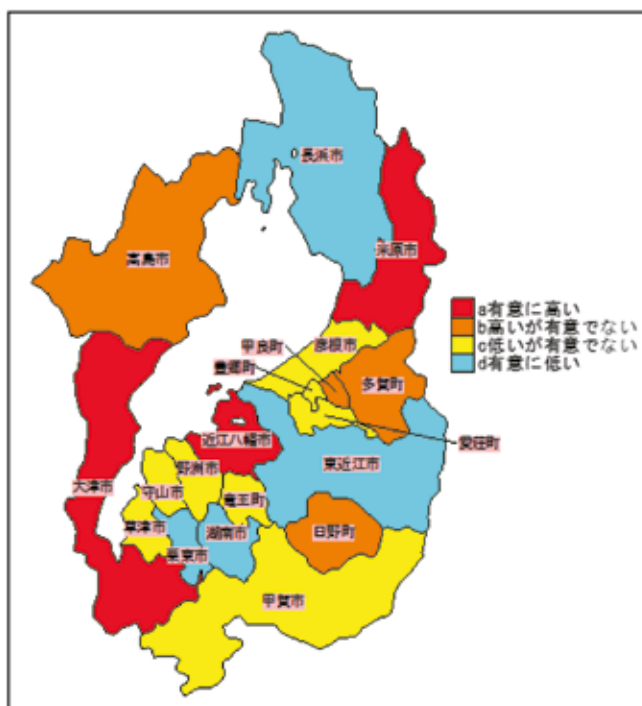 長浜市
米原市
高島市
a有意に高い
b高いが有意でない
c低いが有意でない
d有意に低い
彦根市
甲良町
豊郷町
多賀町
愛荘町
近江八幡市
東近江市
野洲市
大津市
守山市
竜王町
草津市
湖南市
日野町
栗東市
甲賀市